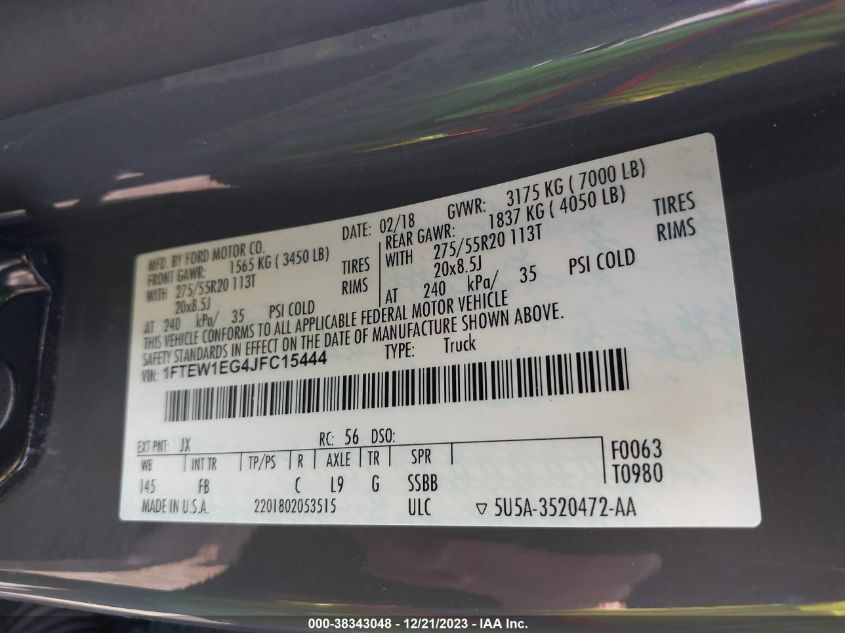 MFD. BY FORD MOTOR CO. DATE: 02/18 GVWR: 3175 KG ( 7000 LB)
FRONT GAWR: 1565 KG ( 3450 LB) REAR GAWR: 1837 KG ( 4050 LB)
WITH 275/55R20 113T TIRES WITH 275/55R20 113T TIRES
20x8.5J RIMS 20x8.5J RIMS
AT 240 kPa/ 35 PSI COLD AT 240 kPa/ 35 PSI COLD
THIS VEHICLE CONFORMS TO ALL APPLICABLE FEDERAL MOTOR VEHICLE
SAFETY STANDARDS IN EFFECT ON THE DATE OF MANUFACTURE SHOWN ABOVE.
VIN: 1FTEW1EG4JFC15444 TYPE: Truck
EXT PNT: JX RC: 56 DSO:
WB INT TR TP/PS R AXLE TR SPR F0063
145 FB C L9 G SSBB T0980
MADE IN U.S.A. 2201802053515 ULC ▽ 5U5A-3520472-AA
000-38343048 - 12/21/2023 - IAA Inc.